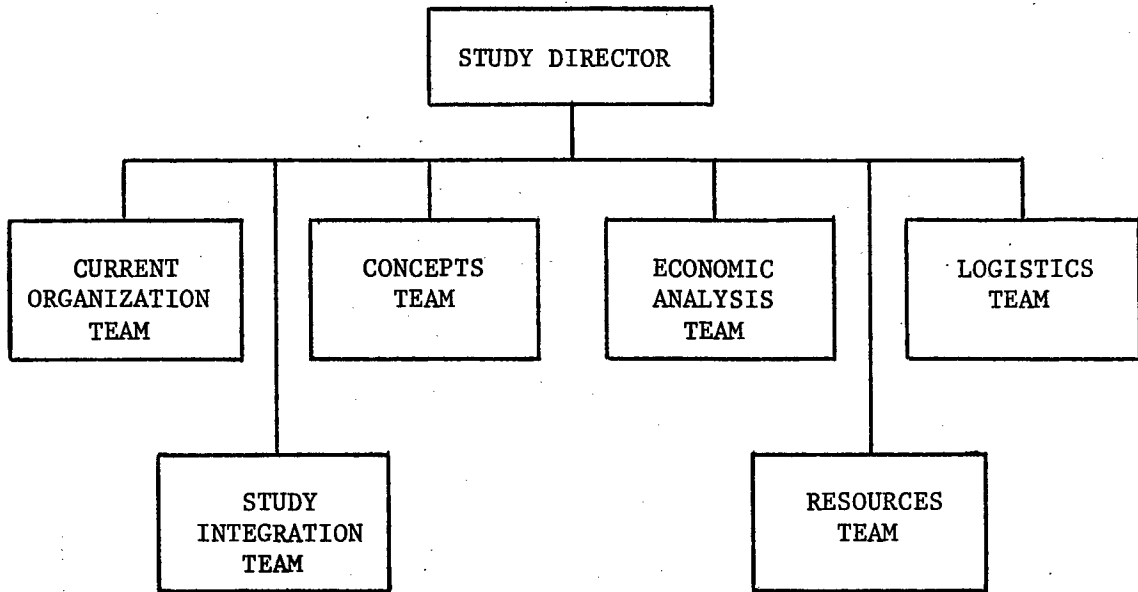 STUDY DIRECTOR
CURRENT
ORGANIZATION
TEAM
CONCEPTS
TEAM
ECONOMIC
ANALYSIS
TEAM
LOGISTICS
TEAM
STUDY
INTEGRATION
TEAM
RESOURCES
TEAM